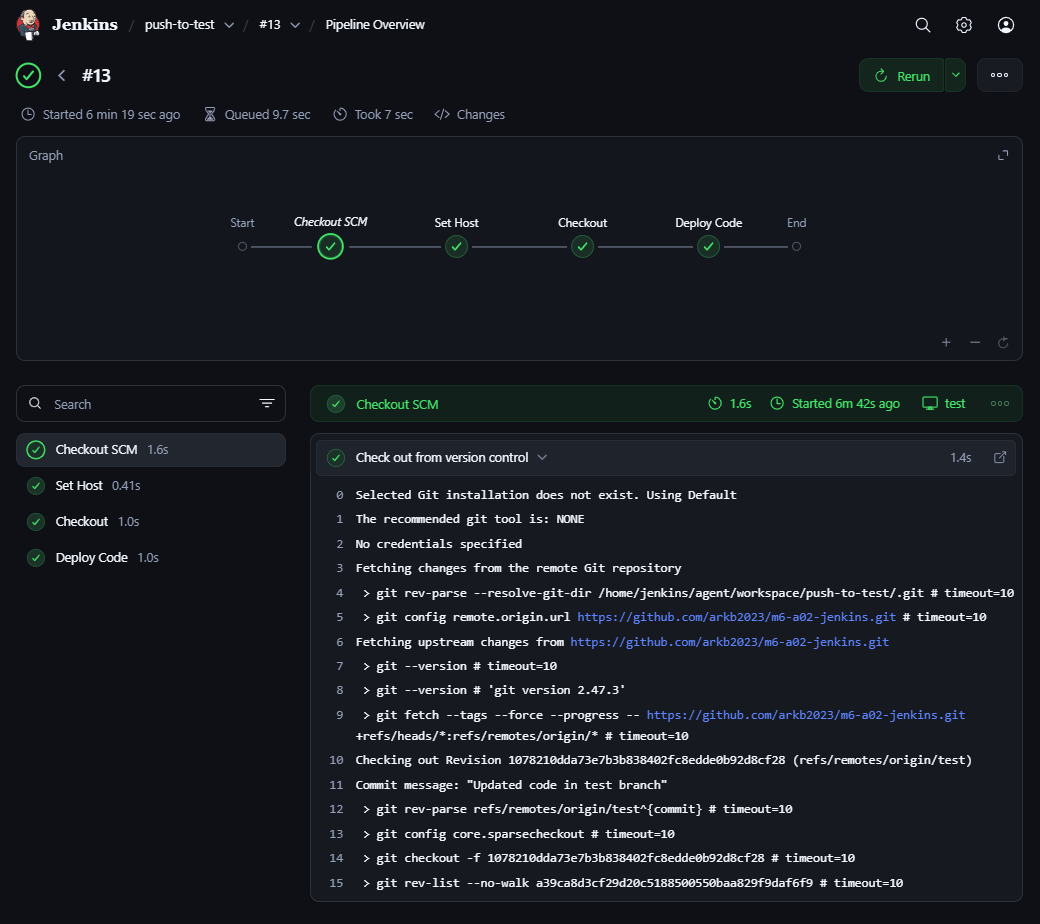 Jenkins / push-to-test / #13 / Pipeline Overview
#13
Rerun
Started 6 min 19 sec ago Queued 9.7 sec Took 7 sec Changes
Graph
Start Checkout SCM Set Host Checkout Deploy Code End
Search
Checkout SCM 1.6s
Set Host 0.41s
Checkout 1.0s
Deploy Code 1.0s
Checkout SCM 1.6s Started 6m 42s ago test
Check out from version control 1.4s
0 Selected Git installation does not exist. Using Default
1 The recommended git tool is: NONE
2 No credentials specified
3 Fetching changes from the remote Git repository
4 > git rev-parse --resolve-git-dir /home/jenkins/agent/workspace/push-to-test/.git # timeout=10
5 > git config remote.origin.url https://github.com/arkb2023/m6-a02-jenkins.git # timeout=10
6 Fetching upstream changes from https://github.com/arkb2023/m6-a02-jenkins.git
7 > git --version # timeout=10
8 > git --version # 'git version 2.47.3'
9 > git fetch --tags --force --progress -- https://github.com/arkb2023/m6-a02-jenkins.git
+refs/heads/*:refs/remotes/origin/* # timeout=10
10 Checking out Revision 1078210dda73e7b3b838402fc8edde0b92d8cf28 (refs/remotes/origin/test)
11 Commit message: "Updated code in test branch"
12 > git rev-parse refs/remotes/origin/test^{commit} # timeout=10
13 > git config core.sparsecheckout # timeout=10
14 > git checkout -f 1078210dda73e7b3b838402fc8edde0b92d8cf28 # timeout=10
15 > git rev-list --no-walk a39ca8d3cf29d20c5188500550baa829f9daf6f9 # timeout=10